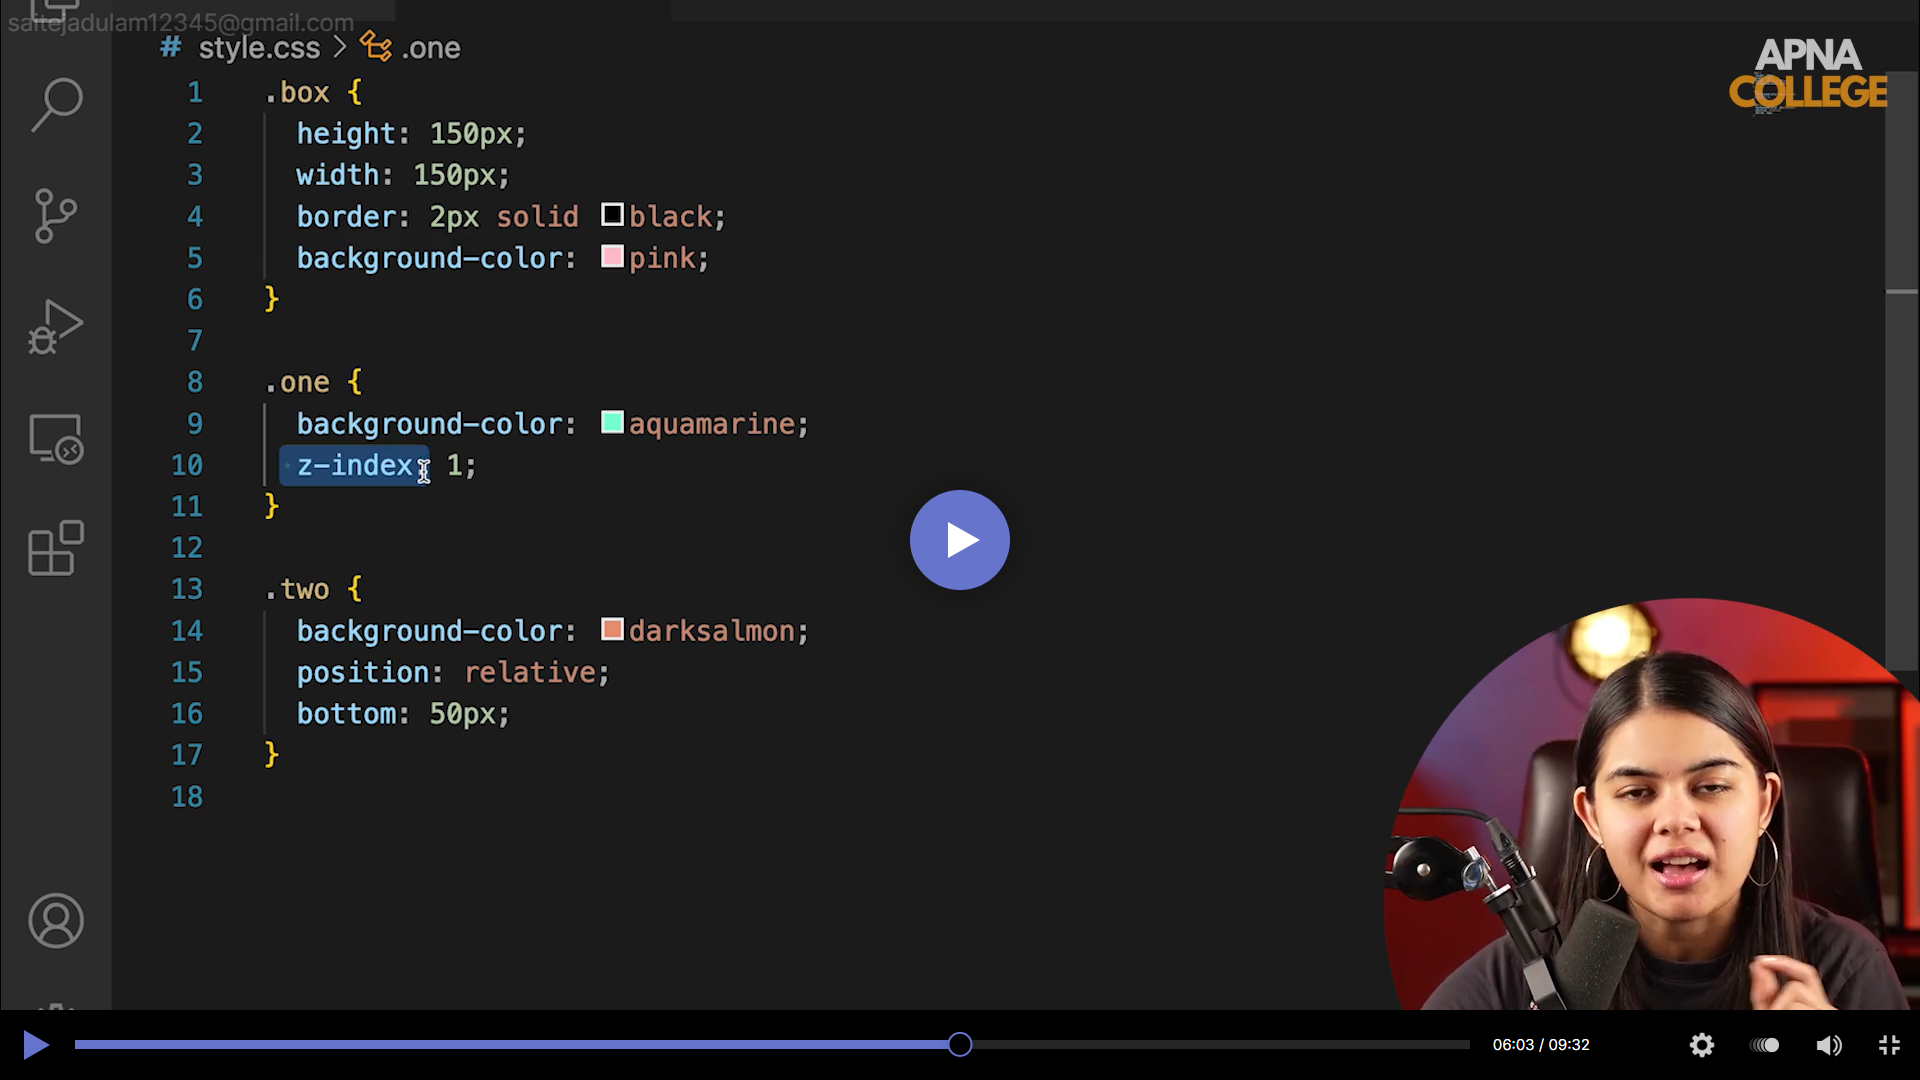 saitejadulam12345@gmail.com
# style.css > .one
APNA
COLLEGE
1 .box {
2 height: 150px;
3 width: 150px;
4 border: 2px solid black;
5 background-color: pink;
6 }
7
8 .one {
9 background-color: aquamarine;
10 z-index: 1;
11 }
12
13 .two {
14 background-color: darksalmon;
15 position: relative;
16 bottom: 50px;
17 }
18
06:03 / 09:32